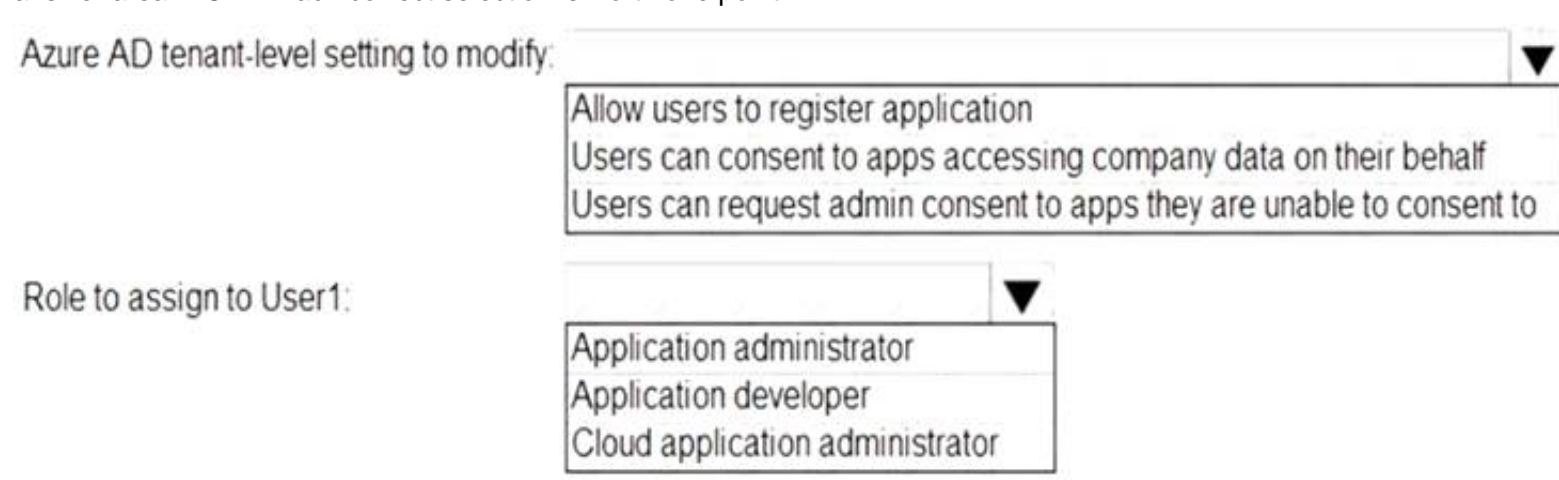 Azure AD tenant-level setting to modify:
Allow users to register application
Users can consent to apps accessing company data on their behalf
Users can request admin consent to apps they are unable to consent to
Role to assign to User1:
Application administrator
Application developer
Cloud application administrator